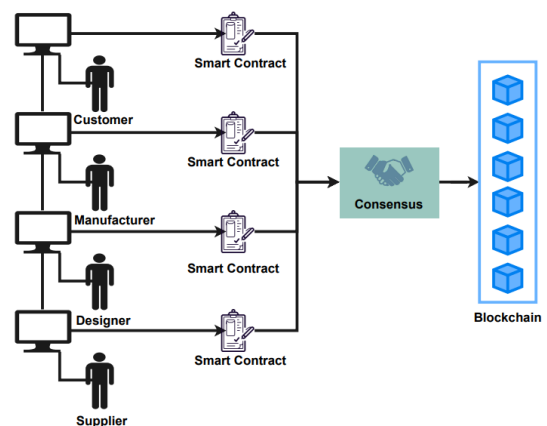 Smart Contract
Customer
Smart Contract
Manufacturer
Consensus
Smart Contract
Designer
Blockchain
Smart Contract
Supplier